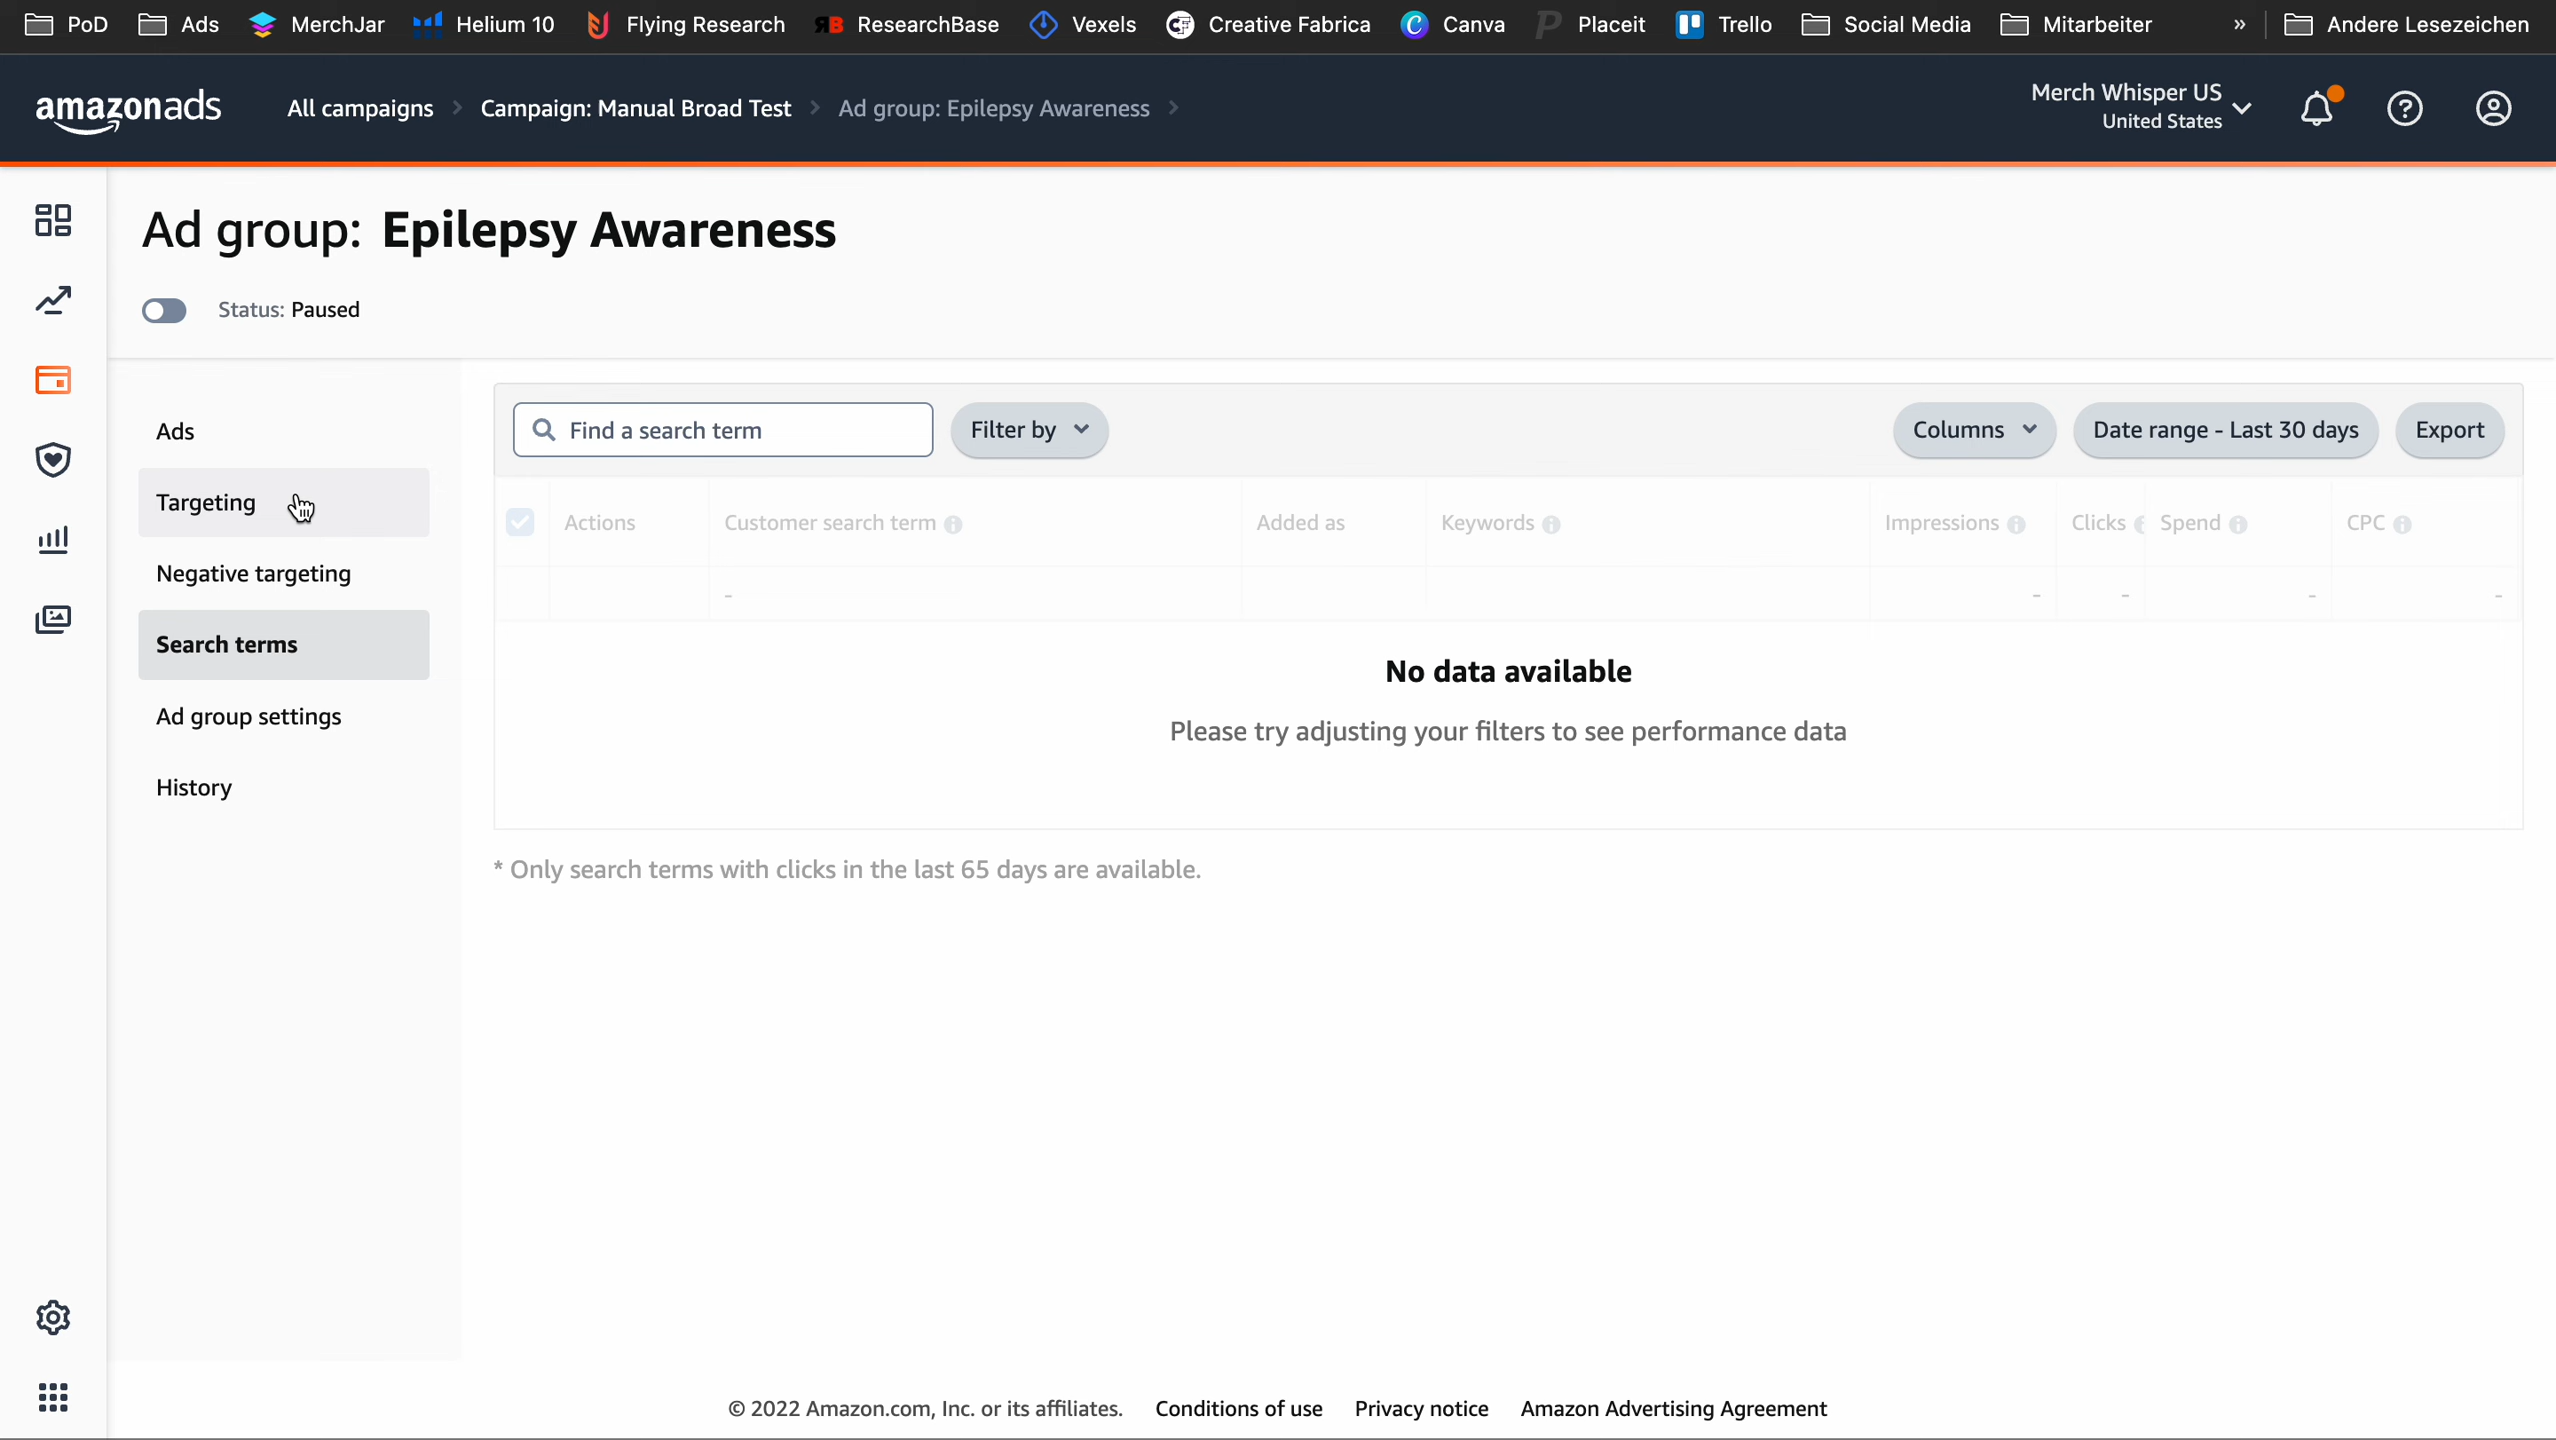 PoD Ads MerchJar Helium 10 Flying Research ResearchBase Vexels Creative Fabrica Canva Placeit Trello Social Media Mitarbeiter » Andere Lesezeichen
amazonads All campaigns Campaign: Manual Broad Test Ad group: Epilepsy Awareness Merch Whisper US
United States
Ad group: Epilepsy Awareness
Status: Paused
Ads
Targeting
Negative targeting
Search terms
Ad group settings
History
Find a search term Filter by Columns Date range - Last 30 days Export
Actions Customer search term Added as Keywords Impressions Clicks Spend CPC
- - - - -
No data available
Please try adjusting your filters to see performance data
* Only search terms with clicks in the last 65 days are available.
© 2022 Amazon.com, Inc. or its affiliates. Conditions of use Privacy notice Amazon Advertising Agreement